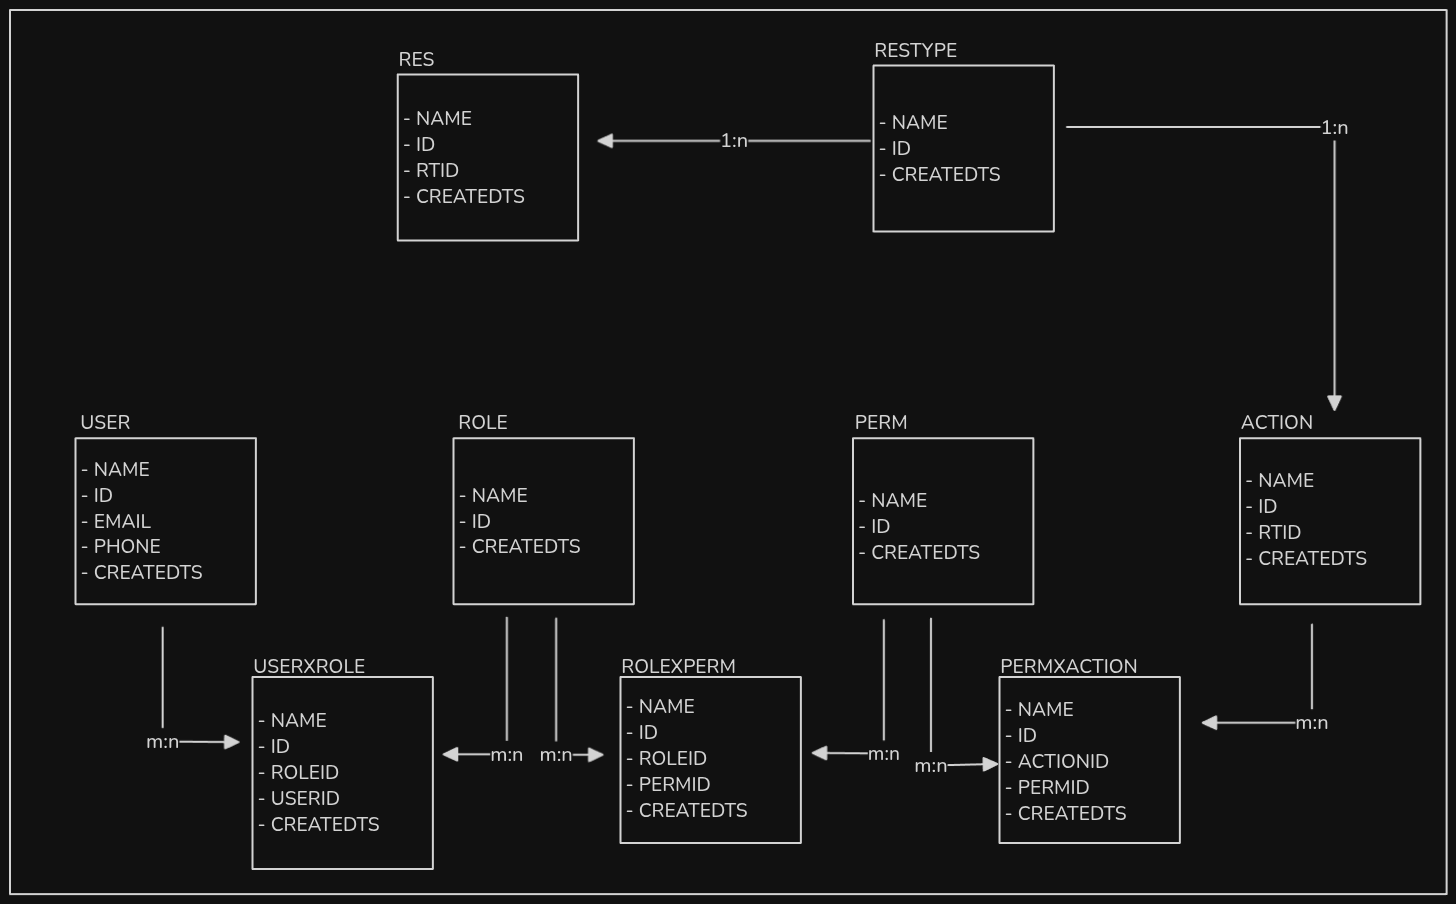 RES
- NAME
- ID
- RTID
- CREATEDTS
1:n
RESTYPE
- NAME
- ID
- CREATEDTS
1:n
USER
- NAME
- ID
- EMAIL
- PHONE
- CREATEDTS
ROLE
- NAME
- ID
- CREATEDTS
PERM
- NAME
- ID
- CREATEDTS
ACTION
- NAME
- ID
- RTID
- CREATEDTS
m:n
USERXROLE
- NAME
- ID
- ROLEID
- USERID
- CREATEDTS
m:n
m:n
ROLEXPERM
- NAME
- ID
- ROLEID
- PERMID
- CREATEDTS
m:n
m:n
PERMXACTION
- NAME
- ID
- ACTIONID
- PERMID
- CREATEDTS
m:n